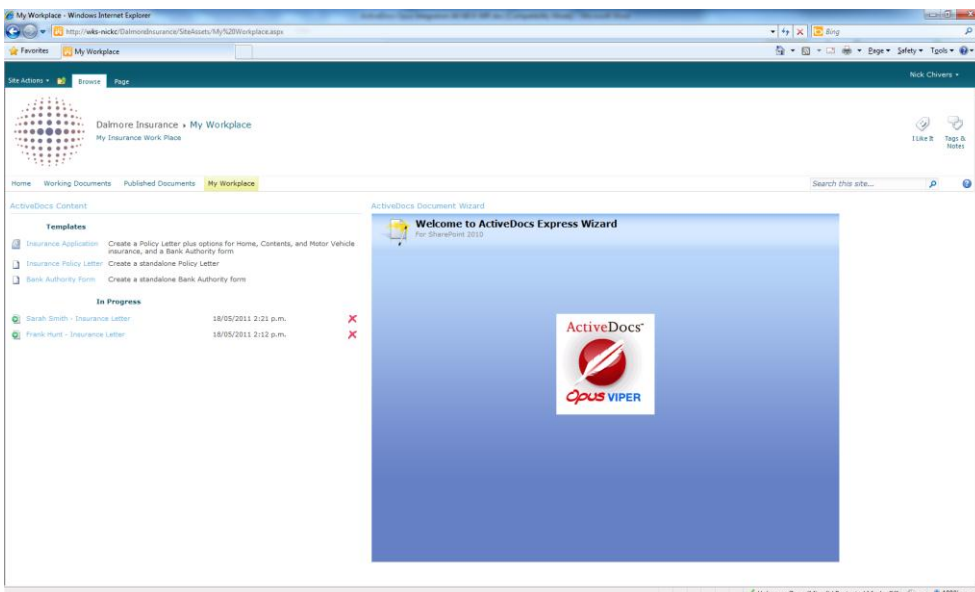 My Workplace - Windows Internet Explorer
http://wks-nickc/DalmoreInsurance/SiteAssets/My%20Workplace.aspx
Bing
Favorites
My Workplace
Page
Safety
Tools
Site Actions
Browse
Page
Nick Chivers
Dalmore Insurance
My Workplace
My Insurance Work Place
I Like It
Tags & Notes
Home
Working Documents
Published Documents
My Workplace
Search this site...
ActiveDocs Content
ActiveDocs Document Wizard
Templates
Welcome to ActiveDocs Express Wizard
For SharePoint 2010
Insurance Application
Create a Policy Letter plus options for Home, Contents, and Motor Vehicle
insurance, and a Bank Authority form
Insurance Policy Letter
Create a standalone Policy Letter
Bank Authority Form
Create a standalone Bank Authority form
In Progress
Sarah Smith - Insurance Letter
18/05/2011 2:21 p.m.
Frank Hunt - Insurance Letter
18/05/2011 2:12 p.m.
ActiveDocs
Opus VIPER